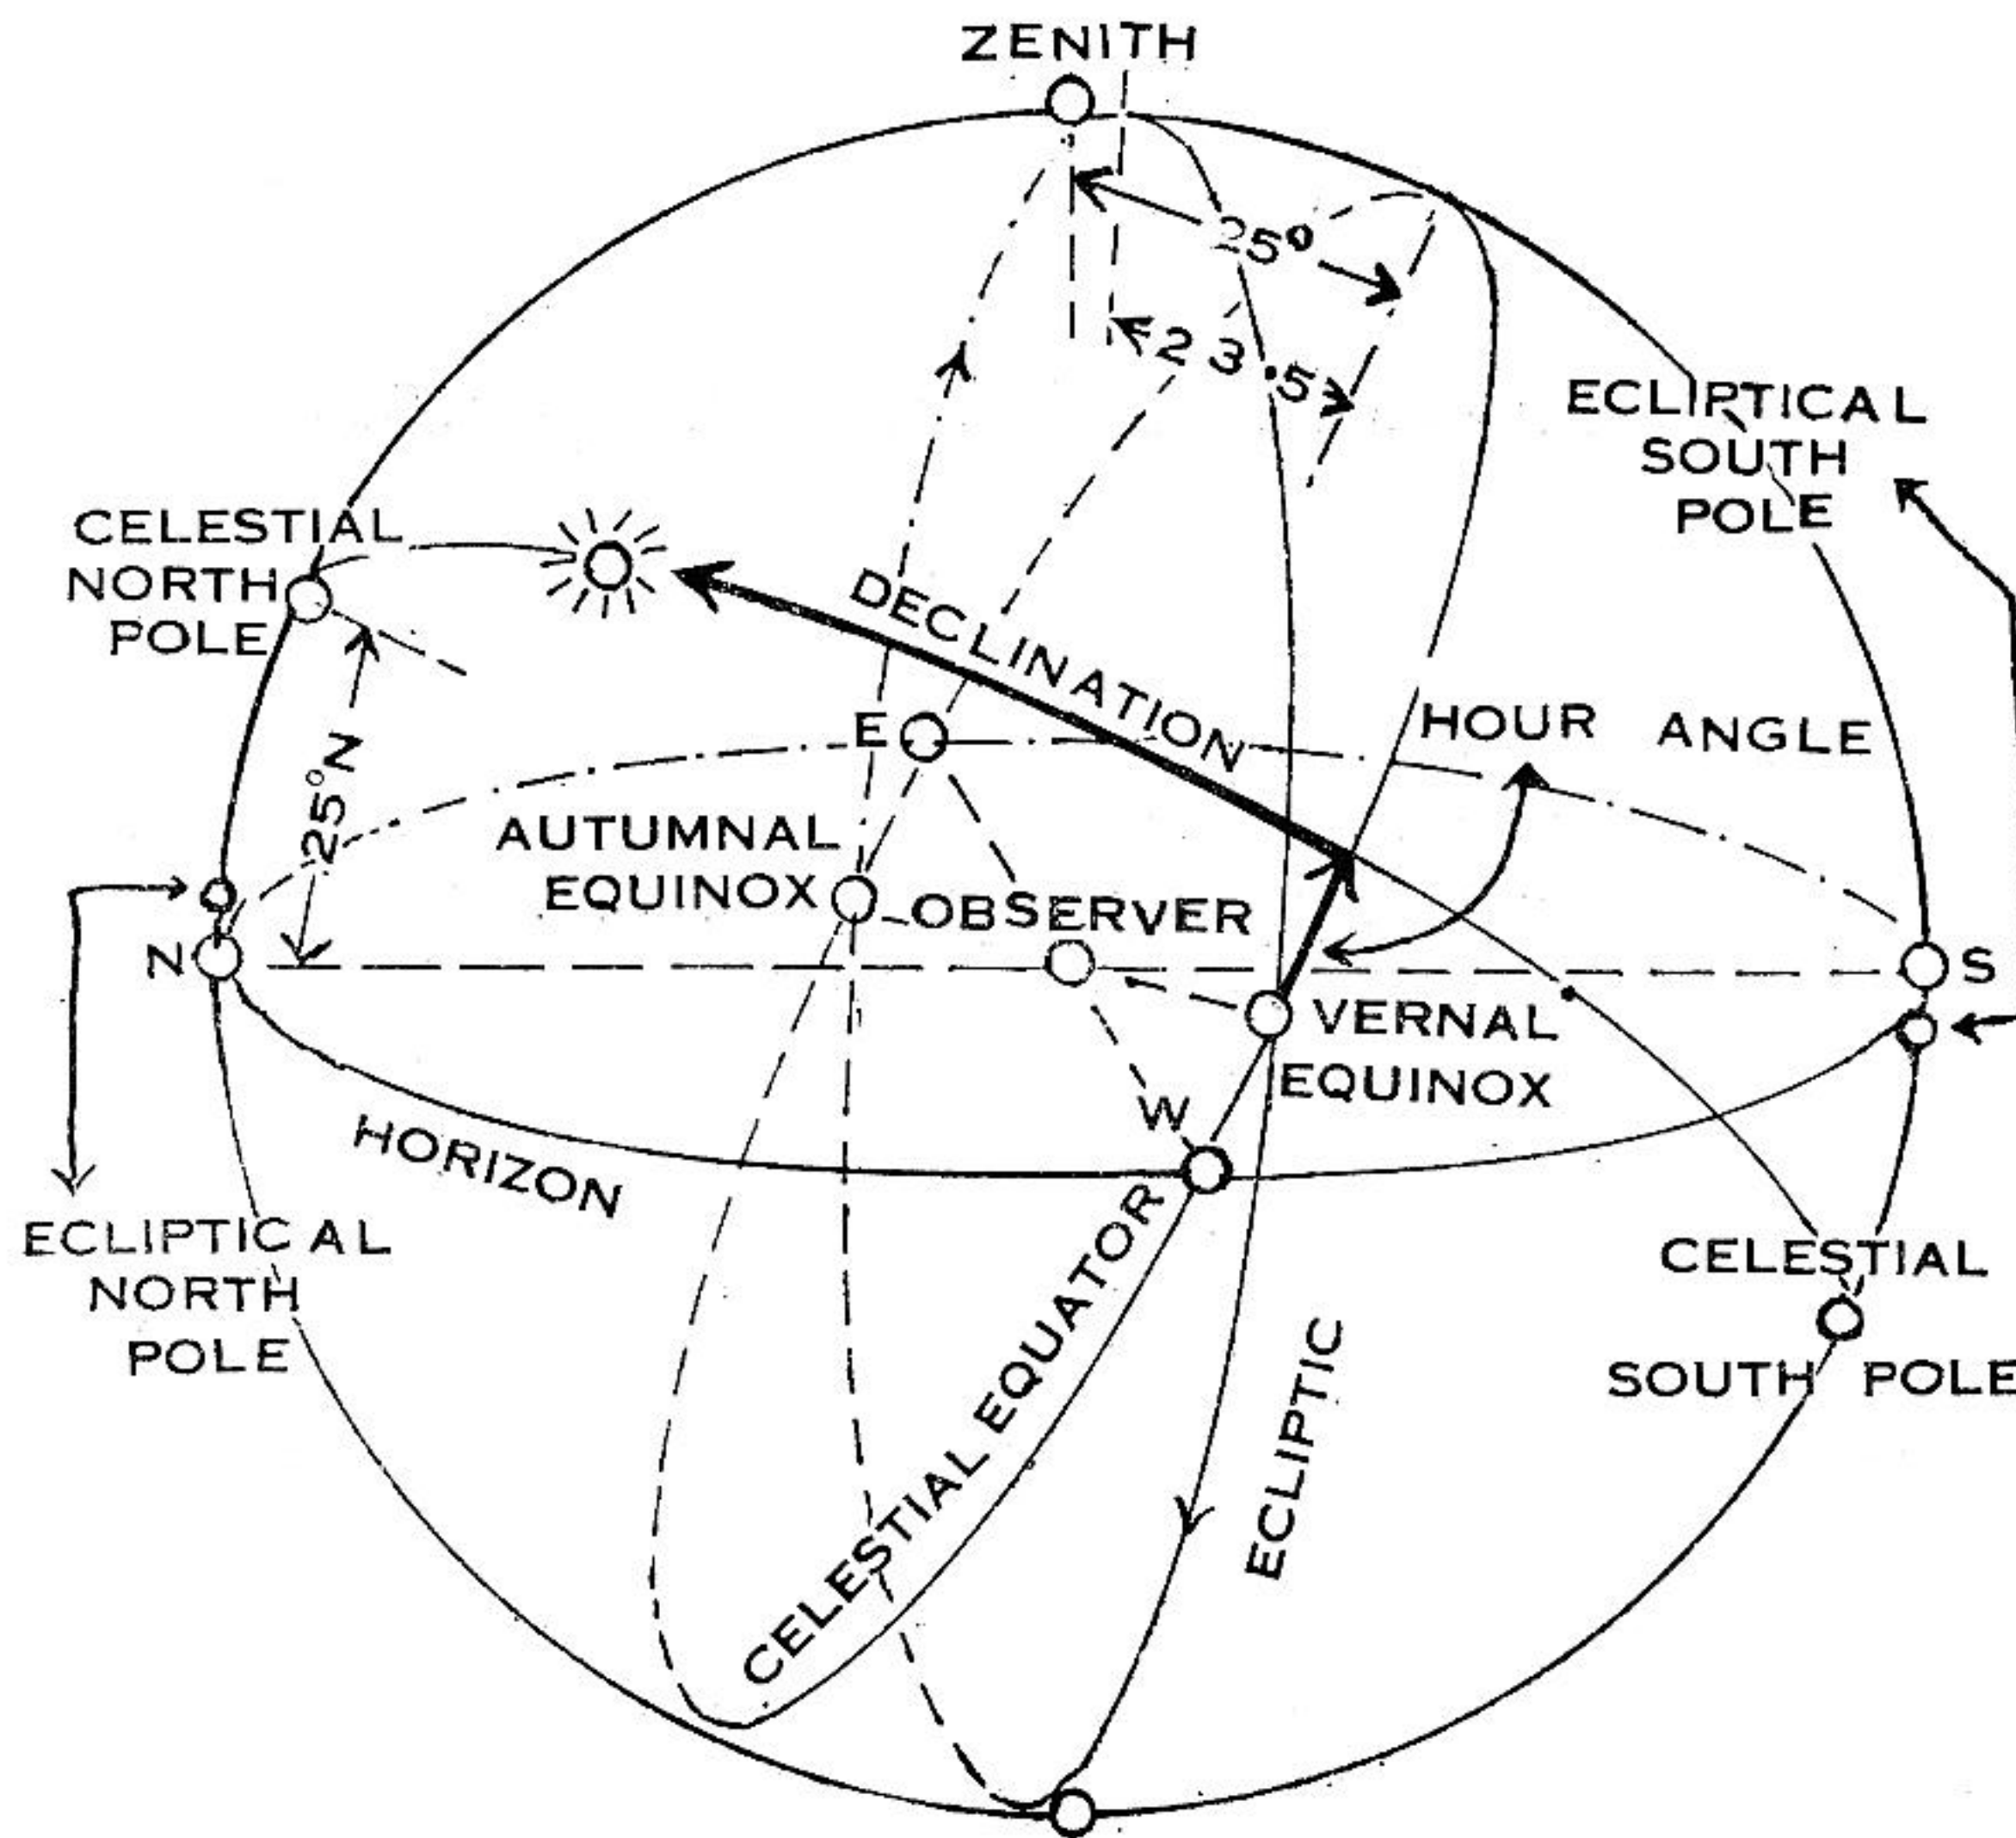 ZENITH
25°
23.5
ECLIPTICAL
SOUTH
POLE
CELESTIAL
NORTH
POLE
DECLINATION
25°N
E
HOUR ANGLE
AUTUMNAL
EQUINOX
OBSERVER
N
S
VERNAL
EQUINOX
W
HORIZON
ECLIPTICAL
NORTH
POLE
CELESTIAL EQUATOR
ECLIPTIC
CELESTIAL
SOUTH POLE